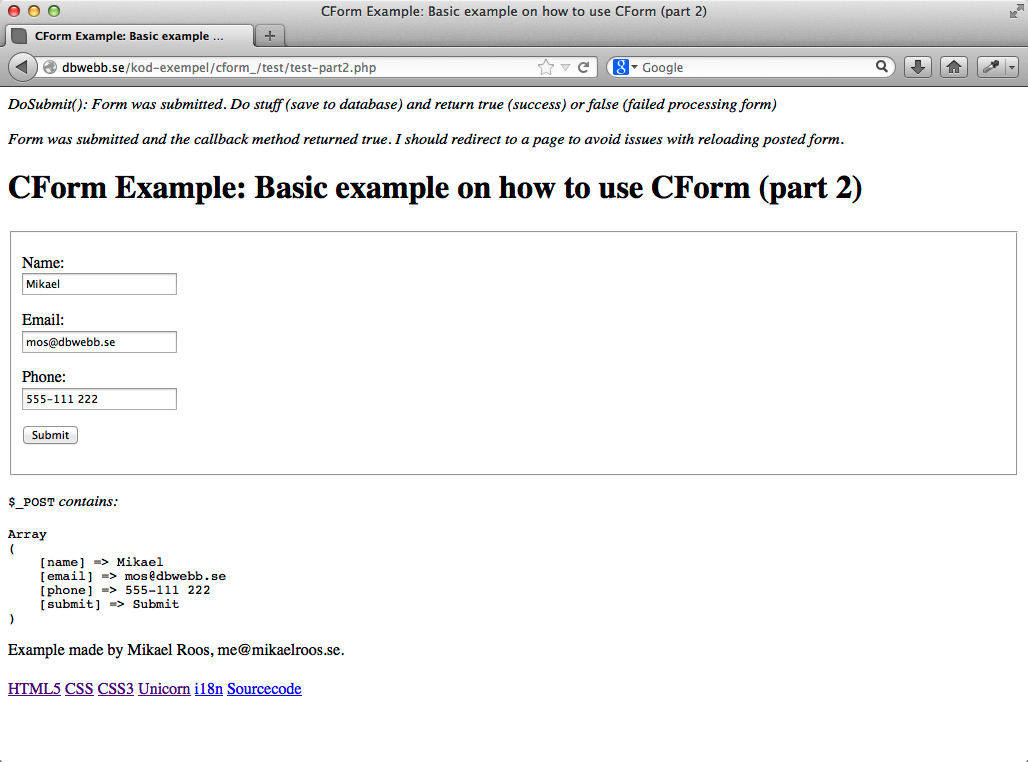 CForm Example: Basic example on how to use CForm (part 2)
CForm Example: Basic example ...
dbwebb.se/kod-exempel/cform_/test/test-part2.php
Google
DoSubmit(): Form was submitted. Do stuff (save to database) and return true (success) or false (failed processing form)
Form was submitted and the callback method returned true. I should redirect to a page to avoid issues with reloading posted form.
CForm Example: Basic example on how to use CForm (part 2)
Name:
Mikael
Email:
mos@dbwebb.se
Phone:
555-111 222
Submit
$_POST contains:
Array
(
[name] => Mikael
[email] => mos@dbwebb.se
[phone] => 555-111 222
[submit] => Submit
)
Example made by Mikael Roos, me@mikaelroos.se.
HTML5 CSS CSS3 Unicorn i18n Sourcecode